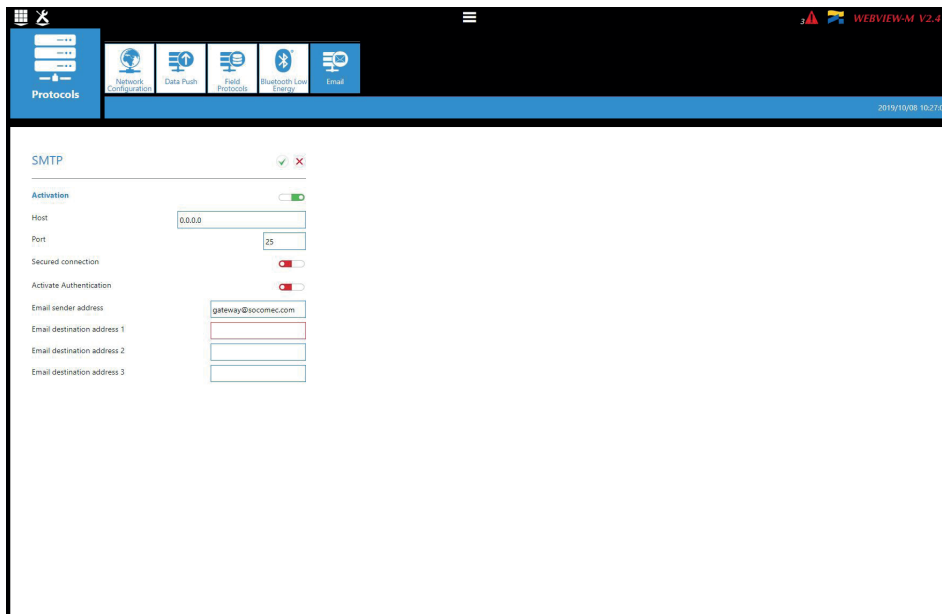 3
WEBVIEW-M V2.4
Protocols
Network
Configuration
Data Push
Field
Protocols
Bluetooth Low
Energy
Email
2019/10/08 10:27:0
SMTP
Activation
Host
0.0.0.0
Port
25
Secured connection
Activate Authentication
Email sender address
gateway@socomec.com
Email destination address 1
Email destination address 2
Email destination address 3